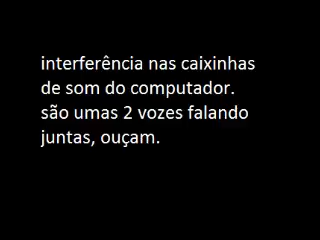 interferência nas caixinhas
de som do computador.
são umas 2 vozes falando
juntas, ouçam.